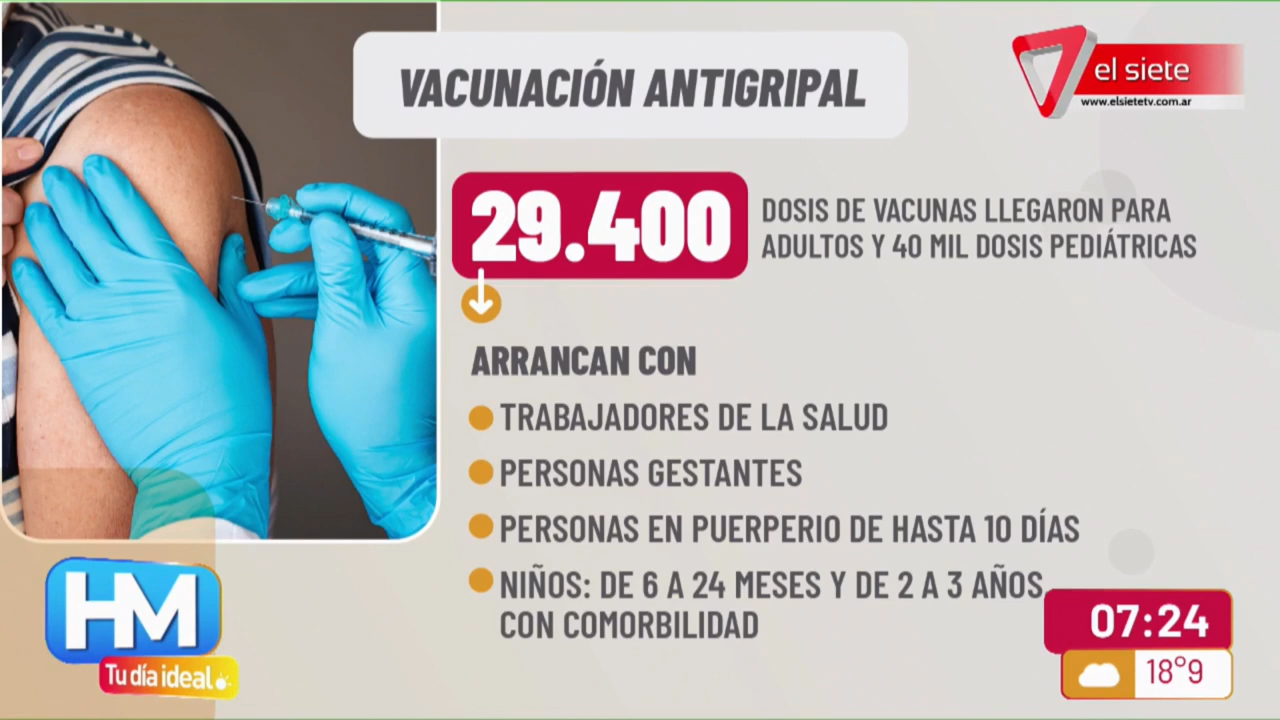 VACUNACIÓN ANTIGRIPAL
el siete
www.elsietetv.com.ar
29.400
DOSIS DE VACUNAS LLEGARON PARA
ADULTOS Y 40 MIL DOSIS PEDIÁTRICAS
ARRANCAN CON
TRABAJADORES DE LA SALUD
PERSONAS GESTANTES
PERSONAS EN PUERPERIO DE HASTA 10 DÍAS
NIÑOS: DE 6 A 24 MESES Y DE 2 A 3 AÑOS
CON COMORBILIDAD
HM
Tu día ideal
07:24
18°9